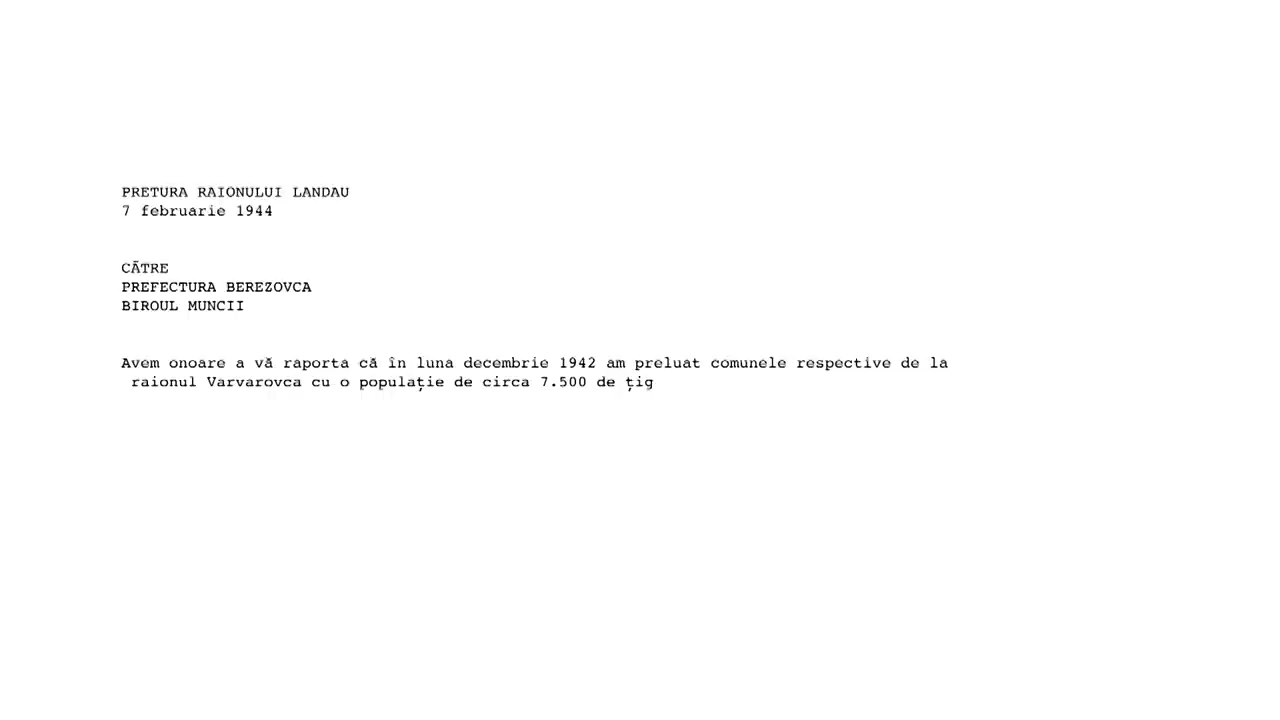 PRETURA RAIONULUI LANDAU
7 februarie 1944
CĂTRE
PREFECTURA BEREZOVCA
BIROUL MUNCII
Avem onoare a vă raporta că în luna decembrie 1942 am preluat comunele respective de la
raionul Varvarovca cu o populație de circa 7.500 de țig